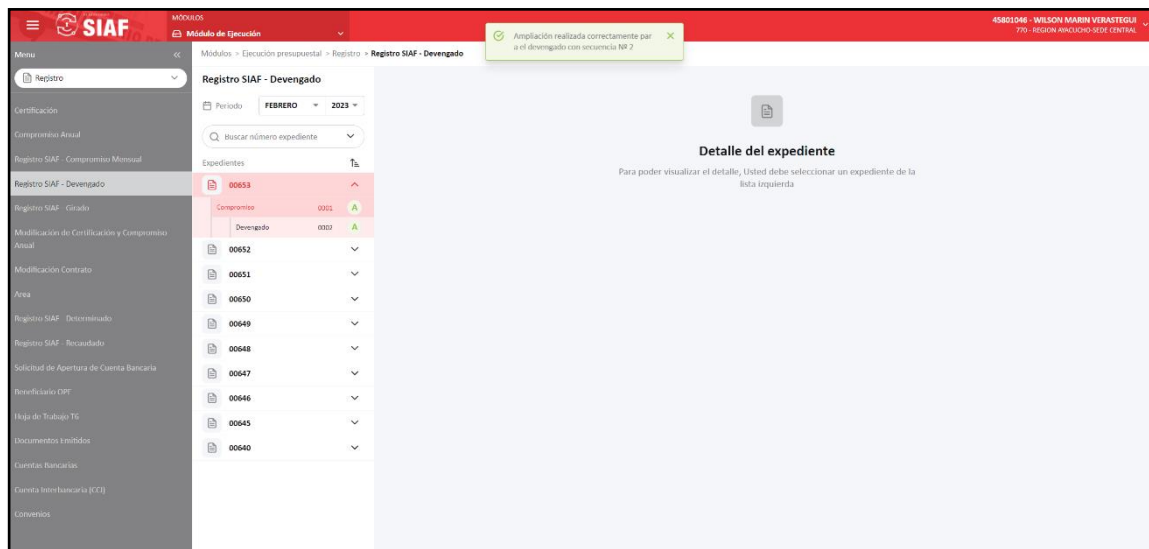 SIAF
MÓDULOS
Módulo de Ejecución
Ampliación realizada correctamente par
a el devengado con secuencia Nº 2
45801046 - WILSON MARIN VERASTEGUI
770 - REGION AYACUCHO-SEDE CENTRAL
Menu
Módulos > Ejecución presupuestal > Registro > Registro SIAF - Devengado
Registro
Certificación
Compromiso Anual
Registro SIAF - Compromiso Mensual
Registro SIAF - Devengado
Registro SIAF - Girado
Modificación de Certificación y Compromiso
Anual
Modificación Contrato
Area
Registro SIAF - Determinado
Registro SIAF - Recaudado
Solicitud de Apertura de Cuenta Bancaria
Beneficiario OPF
Hoja de Trabajo T6
Documentos Emitidos
Cuentas Bancarias
Cuenta Interbancaria (CCI)
Convenios
Registro SIAF - Devengado
Periodo FEBRERO 2023
Buscar número expediente
Expedientes
00653
Compromiso 0001 A
Devengado 0002 A
00652
00651
00650
00649
00648
00647
00646
00645
00640
Detalle del expediente
Para poder visualizar el detalle, Usted debe seleccionar un expediente de la
lista izquierda